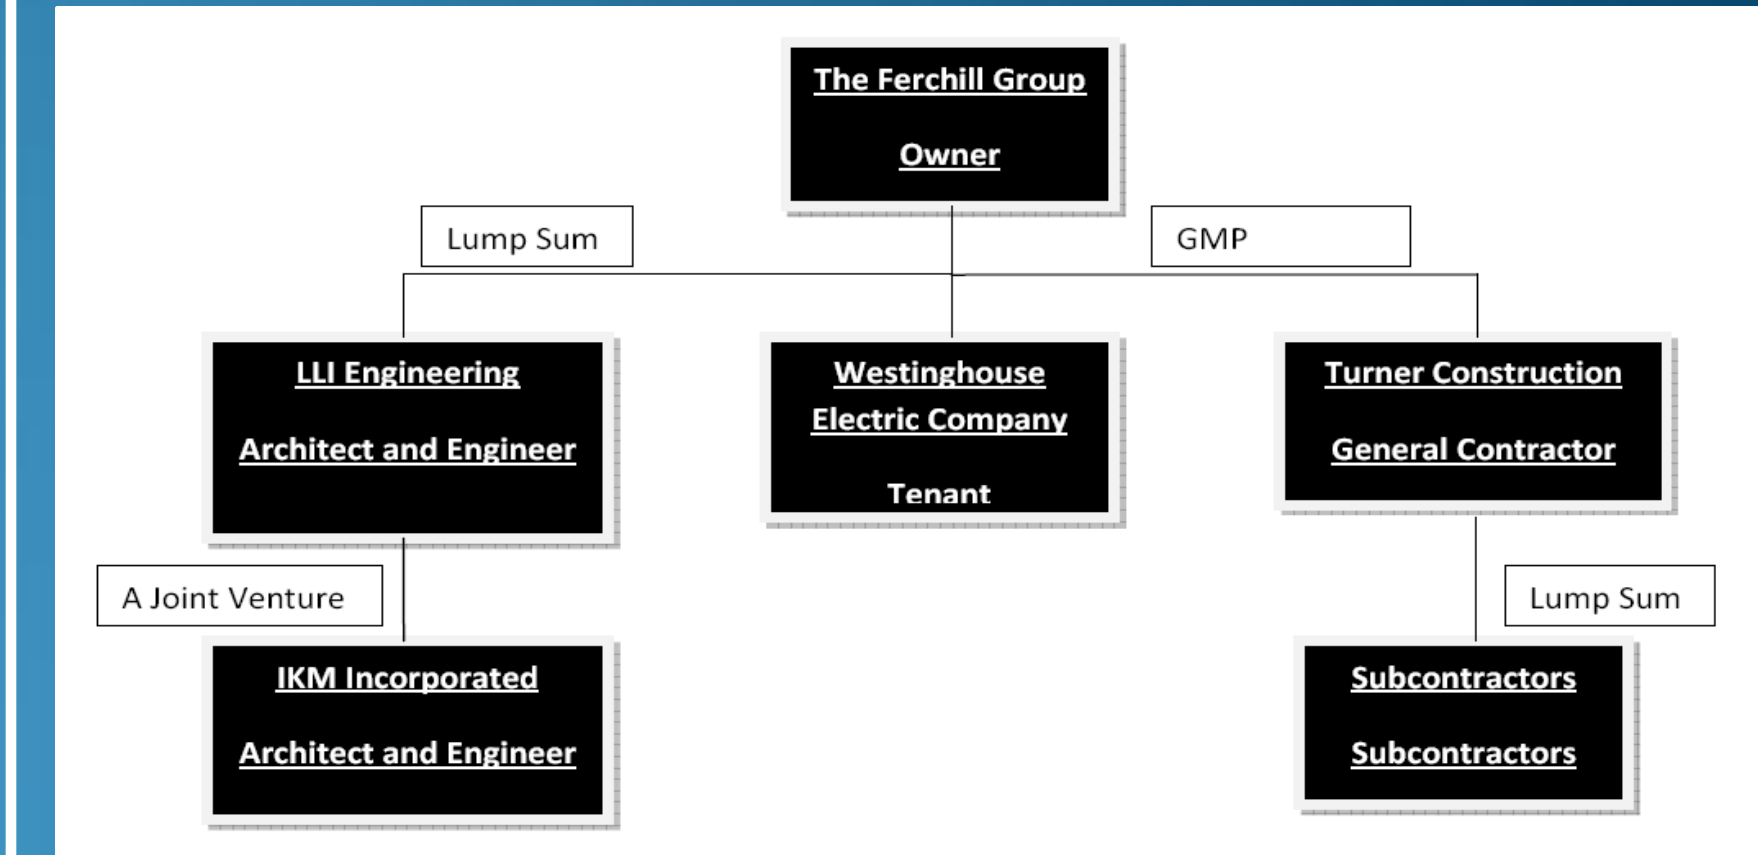 The Ferchill Group
Owner
Lump Sum
GMP
LLI Engineering
Architect and Engineer
Westinghouse
Electric Company
Tenant
Turner Construction
General Contractor
A Joint Venture
Lump Sum
IKM Incorporated
Architect and Engineer
Subcontractors
Subcontractors